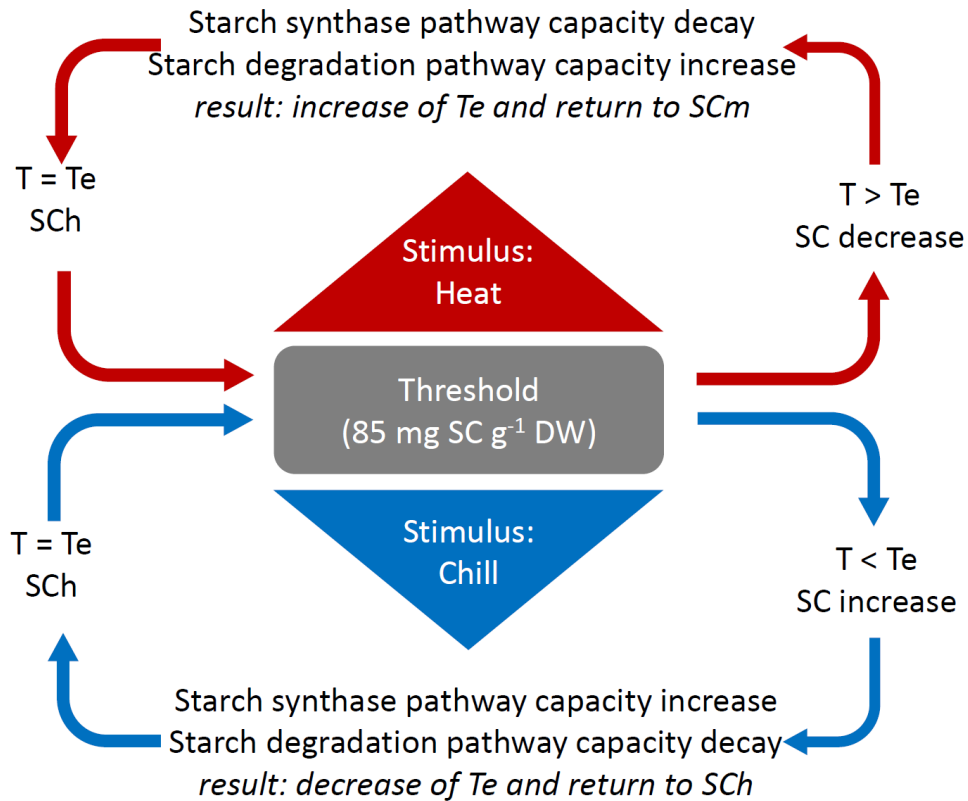 Starch synthase pathway capacity decay
Starch degradation pathway capacity increase
result: increase of Te and return to SCm
T = Te
SCh
T > Te
SC decrease
Stimulus:
Heat
Threshold
(85 mg SC g⁻¹ DW)
Stimulus:
Chill
T = Te
SCh
T < Te
SC increase
Starch synthase pathway capacity increase
Starch degradation pathway capacity decay
result: decrease of Te and return to SCh